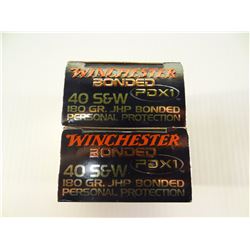 WINCHESTER
BONDED
PDX1
40 S&W
180 GR. JHP BONDED
PERSONAL PROTECTION
WINCHESTER
BONDED
PDX1
40 S&W
180 GR. JHP BONDED
PERSONAL PROTECTION